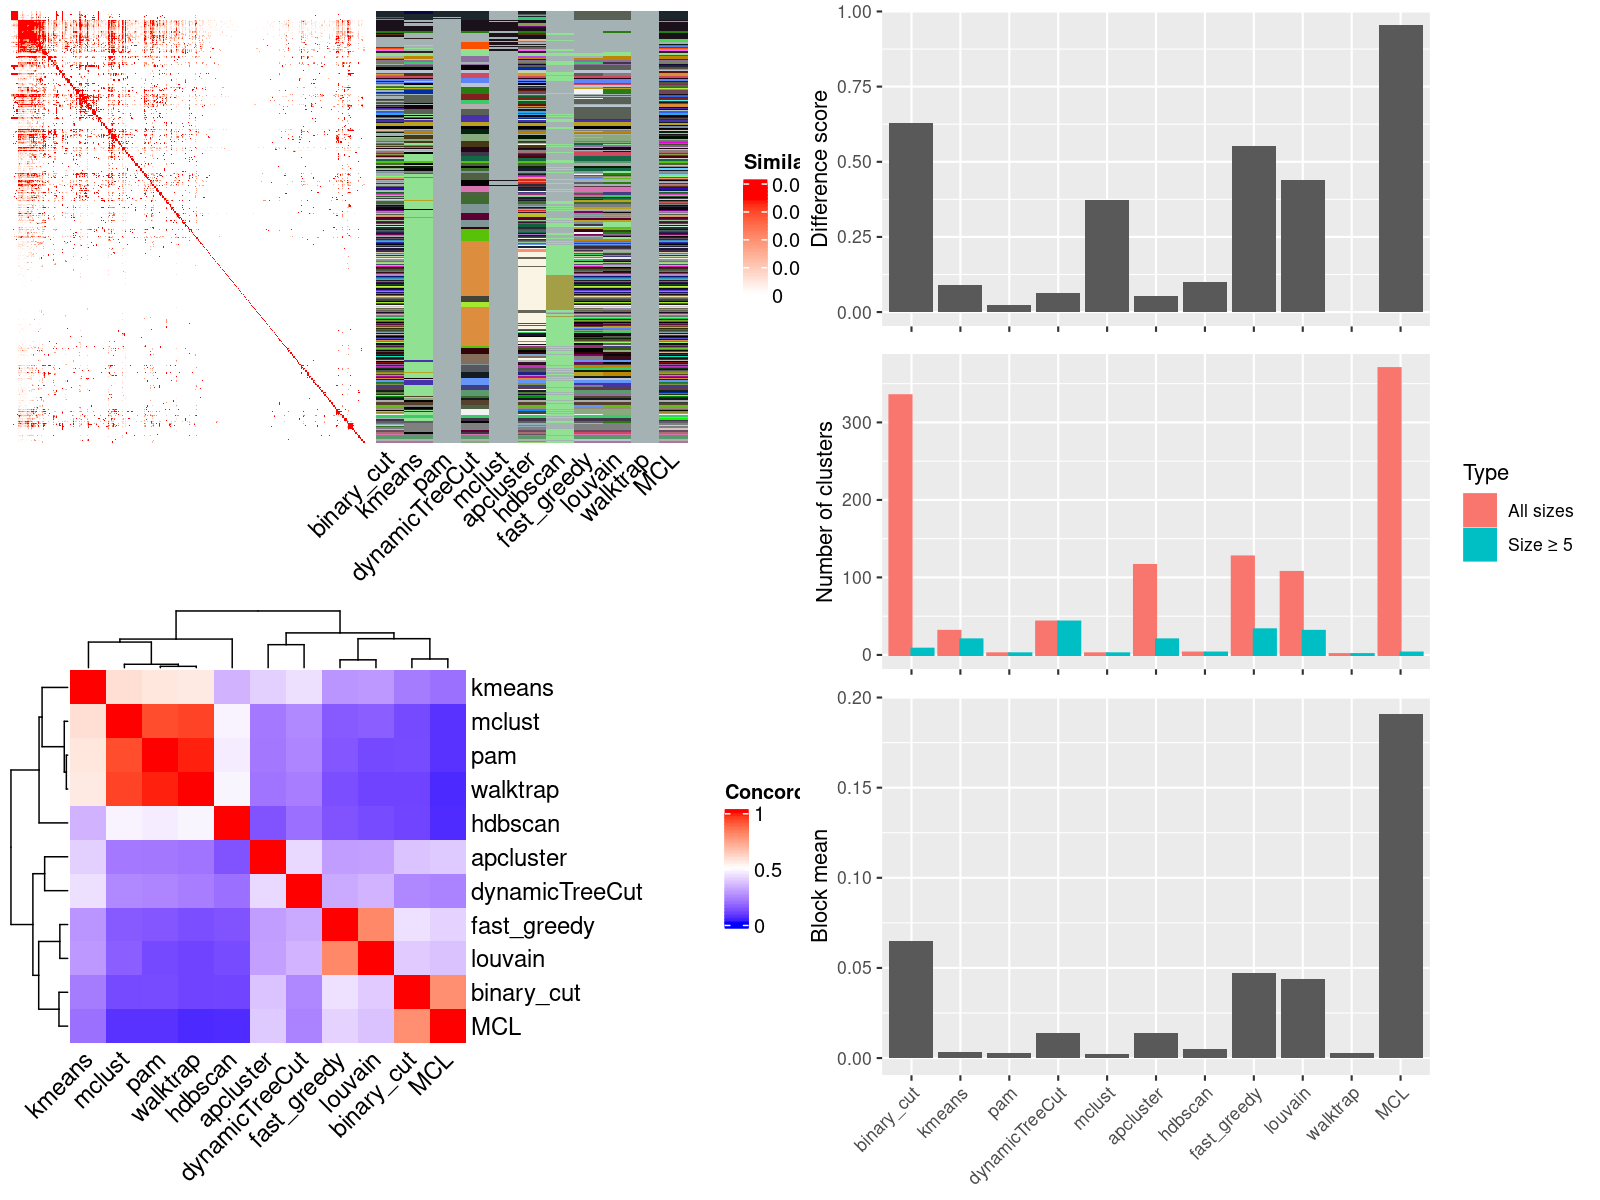 Simila
0.0
0.0
0.0
0.0
0
binary_cut
kmeans
pam
dynamicTreeCut
mclust
apcluster
hdbscan
fast_greedy
louvain
walktrap
MCL
kmeans
mclust
pam
walktrap
hdbscan
apcluster
dynamicTreeCut
fast_greedy
louvain
binary_cut
MCL
kmeans
mclust
pam
walktrap
hdbscan
apcluster
dynamicTreeCut
fast_greedy
louvain
binary_cut
MCL
Concord
1
0.5
0
Difference score
1.00
0.75
0.50
0.25
0.00
Number of clusters
300
200
100
0
Type
All sizes
Size ≥ 5
Block mean
0.20
0.15
0.10
0.05
0.00
binary_cut
kmeans
pam
dynamicTreeCut
mclust
apcluster
hdbscan
fast_greedy
louvain
walktrap
MCL